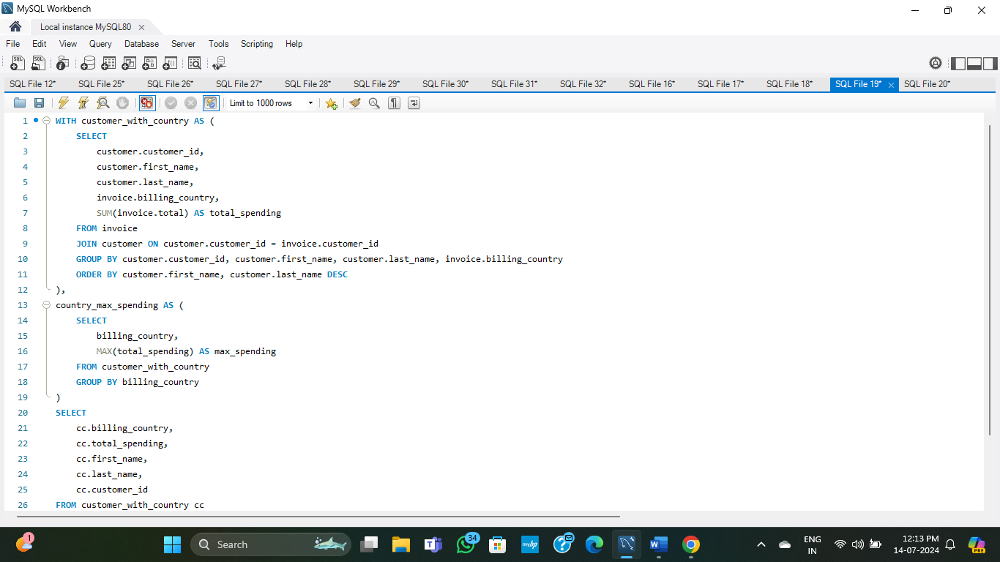 MySQL Workbench
Local instance MySQL80
File Edit View Query Database Server Tools Scripting Help
SQL File 12* SQL File 25* SQL File 26* SQL File 27* SQL File 28* SQL File 29* SQL File 30* SQL File 31* SQL File 32* SQL File 16* SQL File 17* SQL File 18* SQL File 19* SQL File 20*
Limit to 1000 rows
1 WITH customer_with_country AS (
2 SELECT
3 customer.customer_id,
4 customer.first_name,
5 customer.last_name,
6 invoice.billing_country,
7 SUM(invoice.total) AS total_spending
8 FROM invoice
9 JOIN customer ON customer.customer_id = invoice.customer_id
10 GROUP BY customer.customer_id, customer.first_name, customer.last_name, invoice.billing_country
11 ORDER BY customer.first_name, customer.last_name DESC
12 ),
13 country_max_spending AS (
14 SELECT
15 billing_country,
16 MAX(total_spending) AS max_spending
17 FROM customer_with_country
18 GROUP BY billing_country
19 )
20 SELECT
21 cc.billing_country,
22 cc.total_spending,
23 cc.first_name,
24 cc.last_name,
25 cc.customer_id
26 FROM customer_with_country cc
1 Search 34 myhp ENG 12:13 PM PRE
IN 14-07-2024